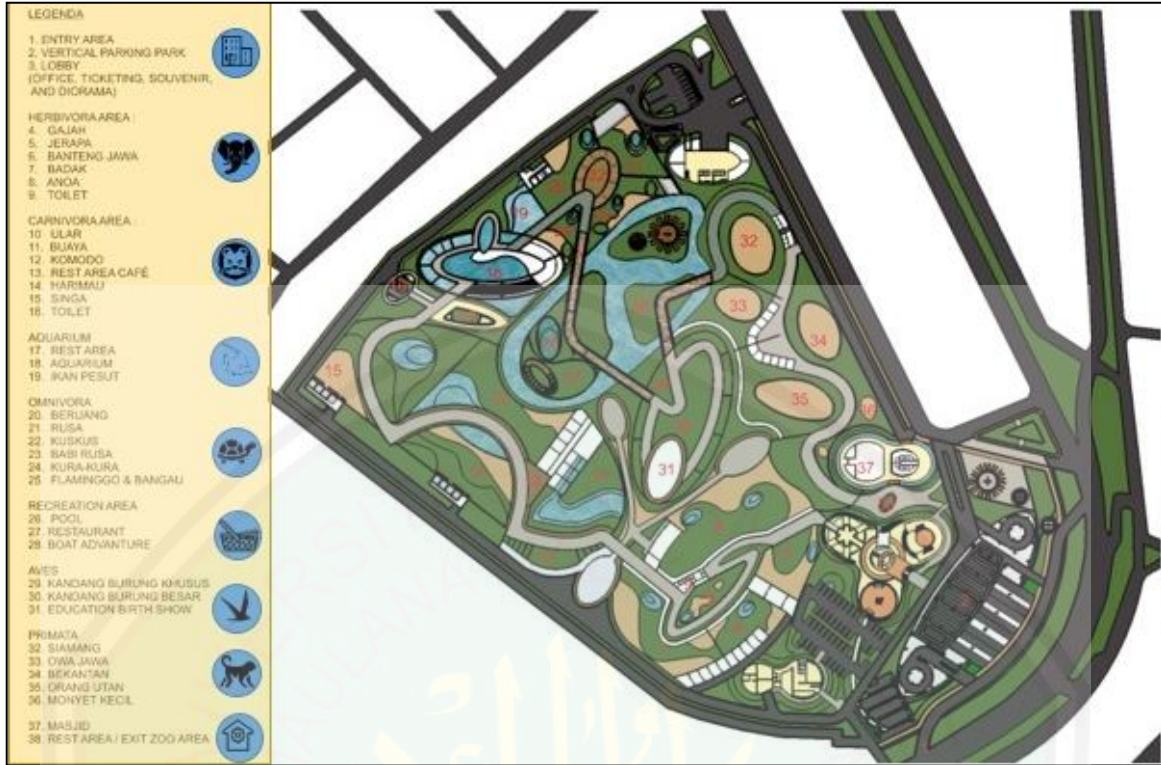 LEGENDA
1. ENTRY AREA
2. VERTICAL PARKING PARK
3. LOBBY
(OFFICE, TICKETING, SOUVENIR,
AND DIORAMA)
HERBIVORA AREA
4. GAJAH
5. JERAPA
6. BANTENG JAWA
7. BADAK
8. ANOA
9. TOILET
CARNIVORA AREA
10. ULAR
11. BUAYA
12. KOMODO
13. REST AREA CAFÉ
14. HARIMAU
15. SINGA
16. TOILET
AQUARIUM
17. REST AREA
18. AQUARIUM
19. IKAN PESUT
OMNIVORA
20. BERUANG
21. RUSA
22. KUSKUS
23. BABI RUSA
24. KURA-KURA
25. FLAMINGGO & BANGAU
RECREATION AREA
26. POOL
27. RESTAURANT
28. BOAT ADVANTURE
AVES
29. KANDANG BURUNG KHUSUS
30. KANDANG BURUNG BESAR
31. EDUCATION BIRTH SHOW
PRIMATA
32. SIAMANG
33. OWA JAWA
34. BEKANTAN
35. ORANG UTAN
36. MONYET KECIL
37. MASJID
38. REST AREA / EXIT ZOO AREA
19
32
18
33
34
15
35
36
31
37